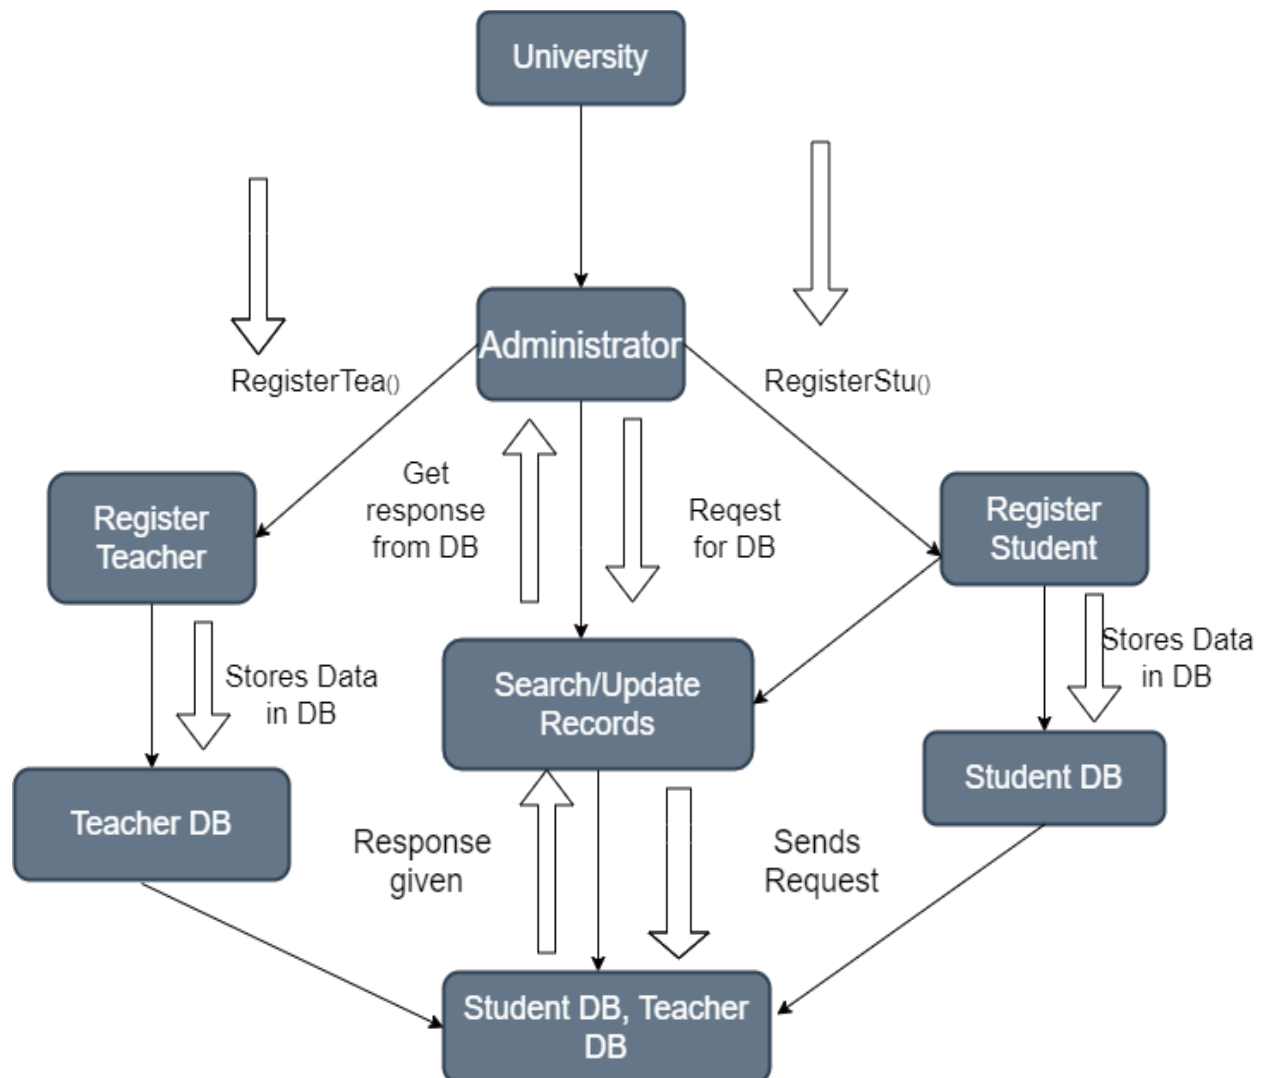 University
Administrator
RegisterTea()
RegisterStu()
Get
response
from DB
Reqest
for DB
Register
Teacher
Register
Student
Stores Data
in DB
Stores Data
in DB
Search/Update
Records
Teacher DB
Student DB
Response
given
Sends
Request
Student DB, Teacher
DB